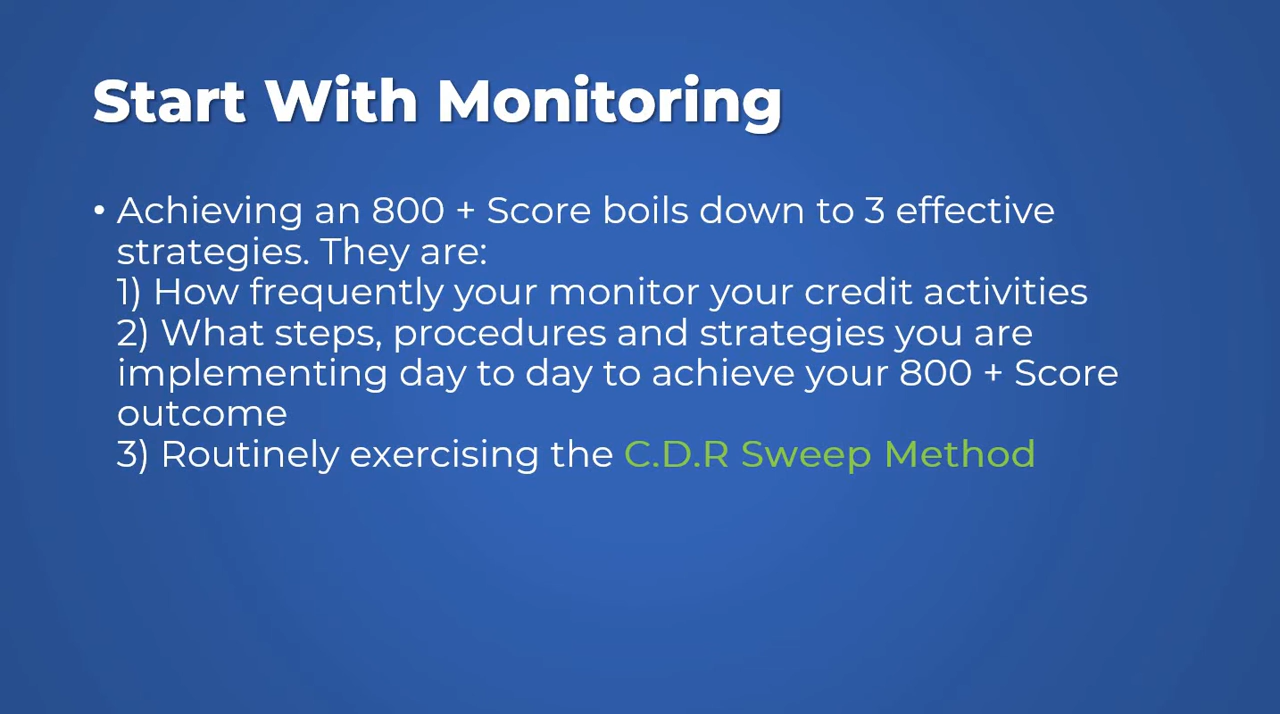 Start With Monitoring
• Achieving an 800 + Score boils down to 3 effective
strategies. They are:
1) How frequently your monitor your credit activities
2) What steps, procedures and strategies you are
implementing day to day to achieve your 800 + Score
outcome
3) Routinely exercising the C.D.R Sweep Method